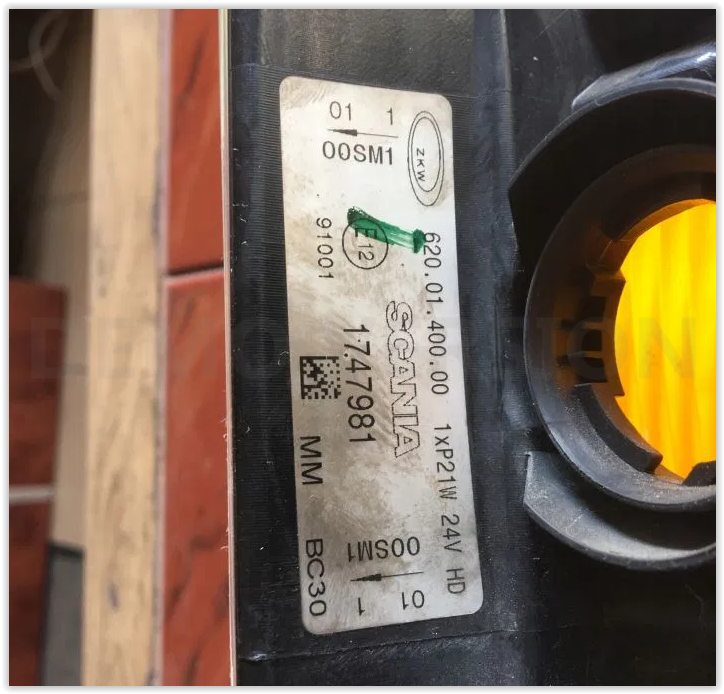 01 1
00SM1
ZKW
620.01.400.00 1xP21W 24V HD
E12
91001
SCANIA
1747981
MM
BC30
00SM1
01 1